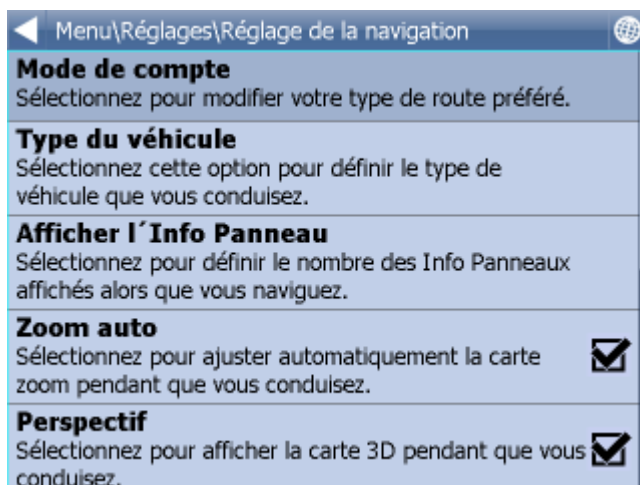 Menu\Réglages\Réglage de la navigation
Mode de compte
Sélectionnez pour modifier votre type de route préféré.
Type du véhicule
Sélectionnez cette option pour définir le type de
véhicule que vous conduisez.
Afficher l´Info Panneau
Sélectionnez pour définir le nombre des Info Panneaux
affichés alors que vous naviguez.
Zoom auto
Sélectionnez pour ajuster automatiquement la carte
zoom pendant que vous conduisez.
Perspectif
Sélectionnez pour afficher la carte 3D pendant que vous
conduisez.